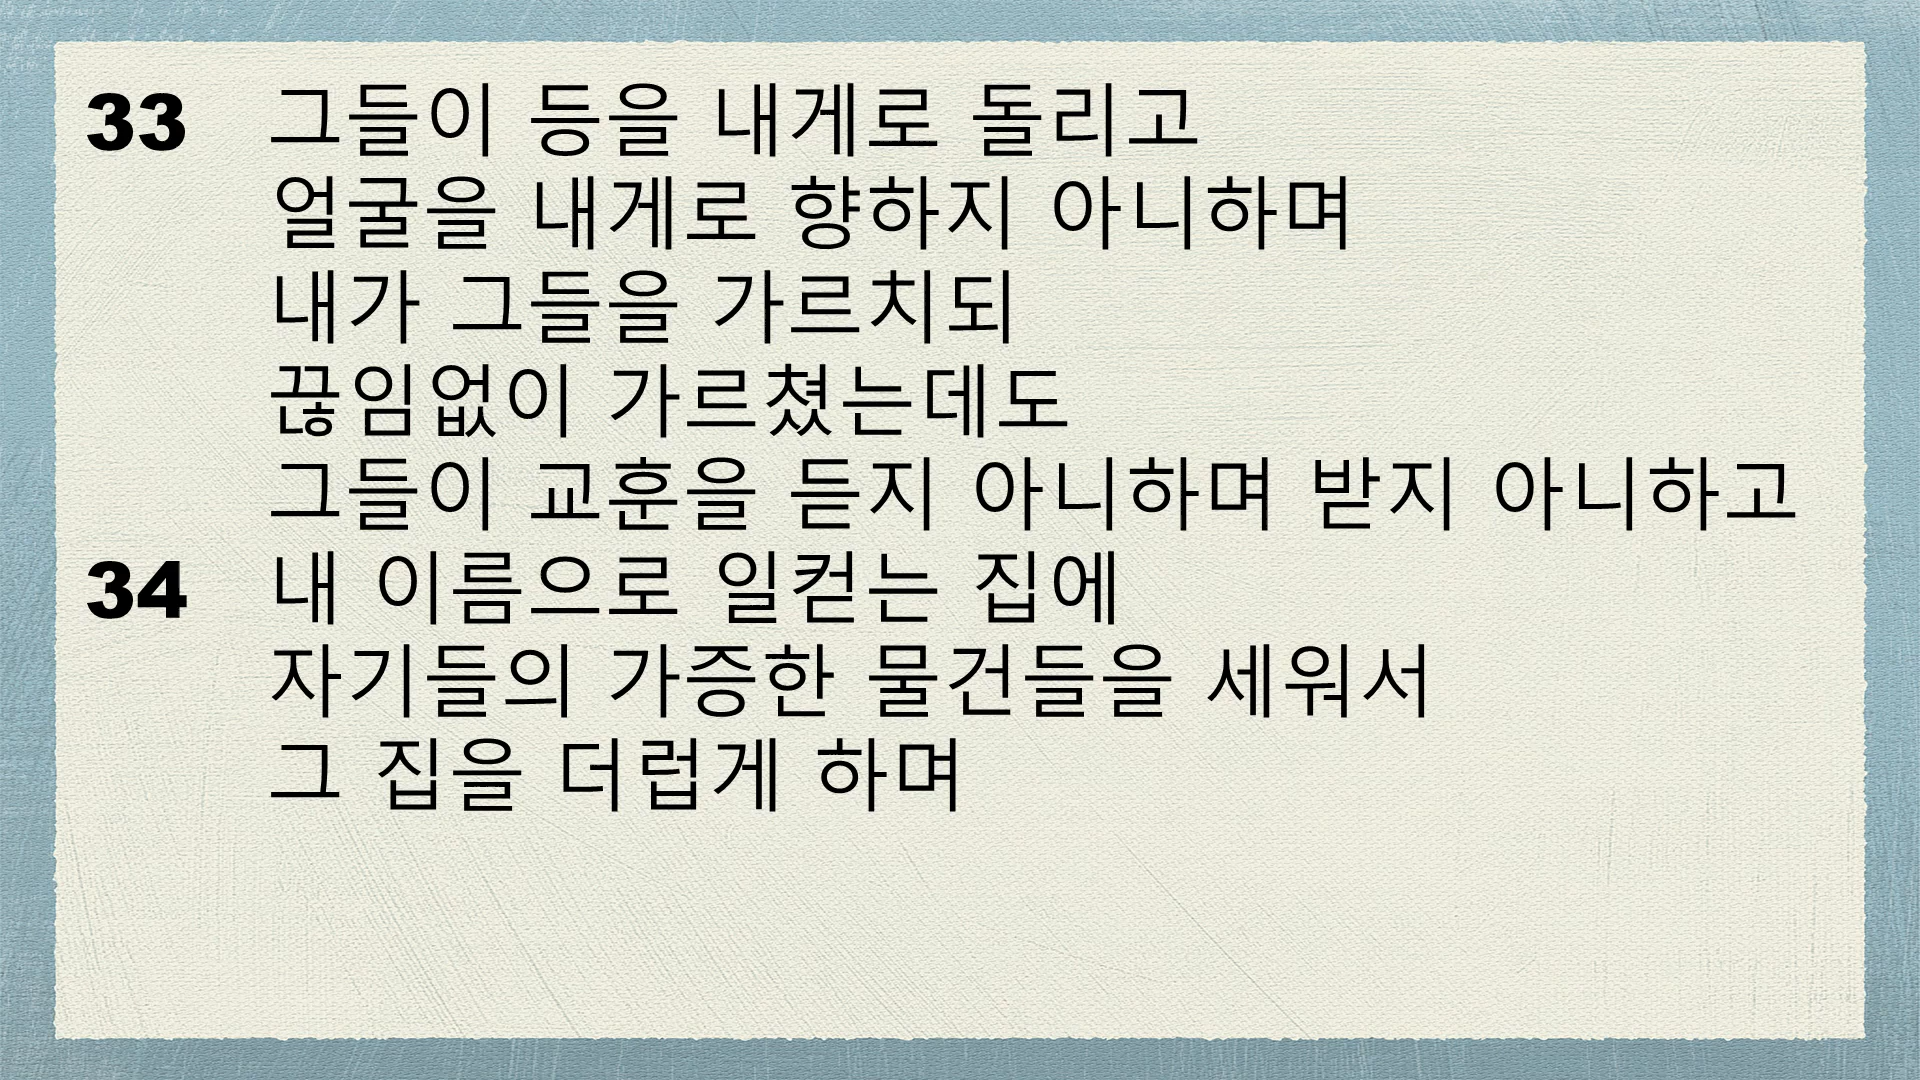 33 그들이 등을 내게로 돌리고
얼굴을 내게로 향하지 아니하며
내가 그들을 가르치되
끊임없이 가르쳤는데도
그들이 교훈을 듣지 아니하며 받지 아니하고
34 내 이름으로 일컫는 집에
자기들의 가증한 물건들을 세워서
그 집을 더럽게 하며